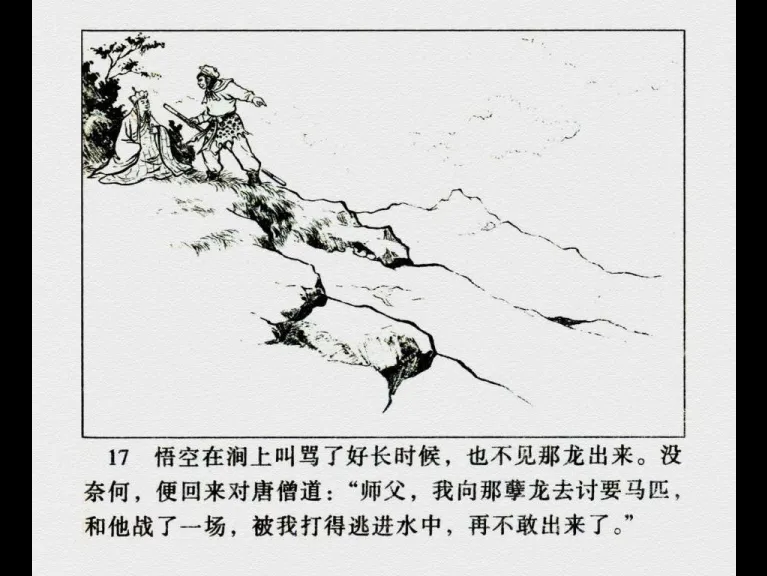 17 悟空在涧上叫骂了好长时候，也不见那龙出来。没
奈何，便回来对唐僧道：“师父，我向那孽龙去讨要马匹，
和他战了一场，被我打得逃进水中，再不敢出来了。”